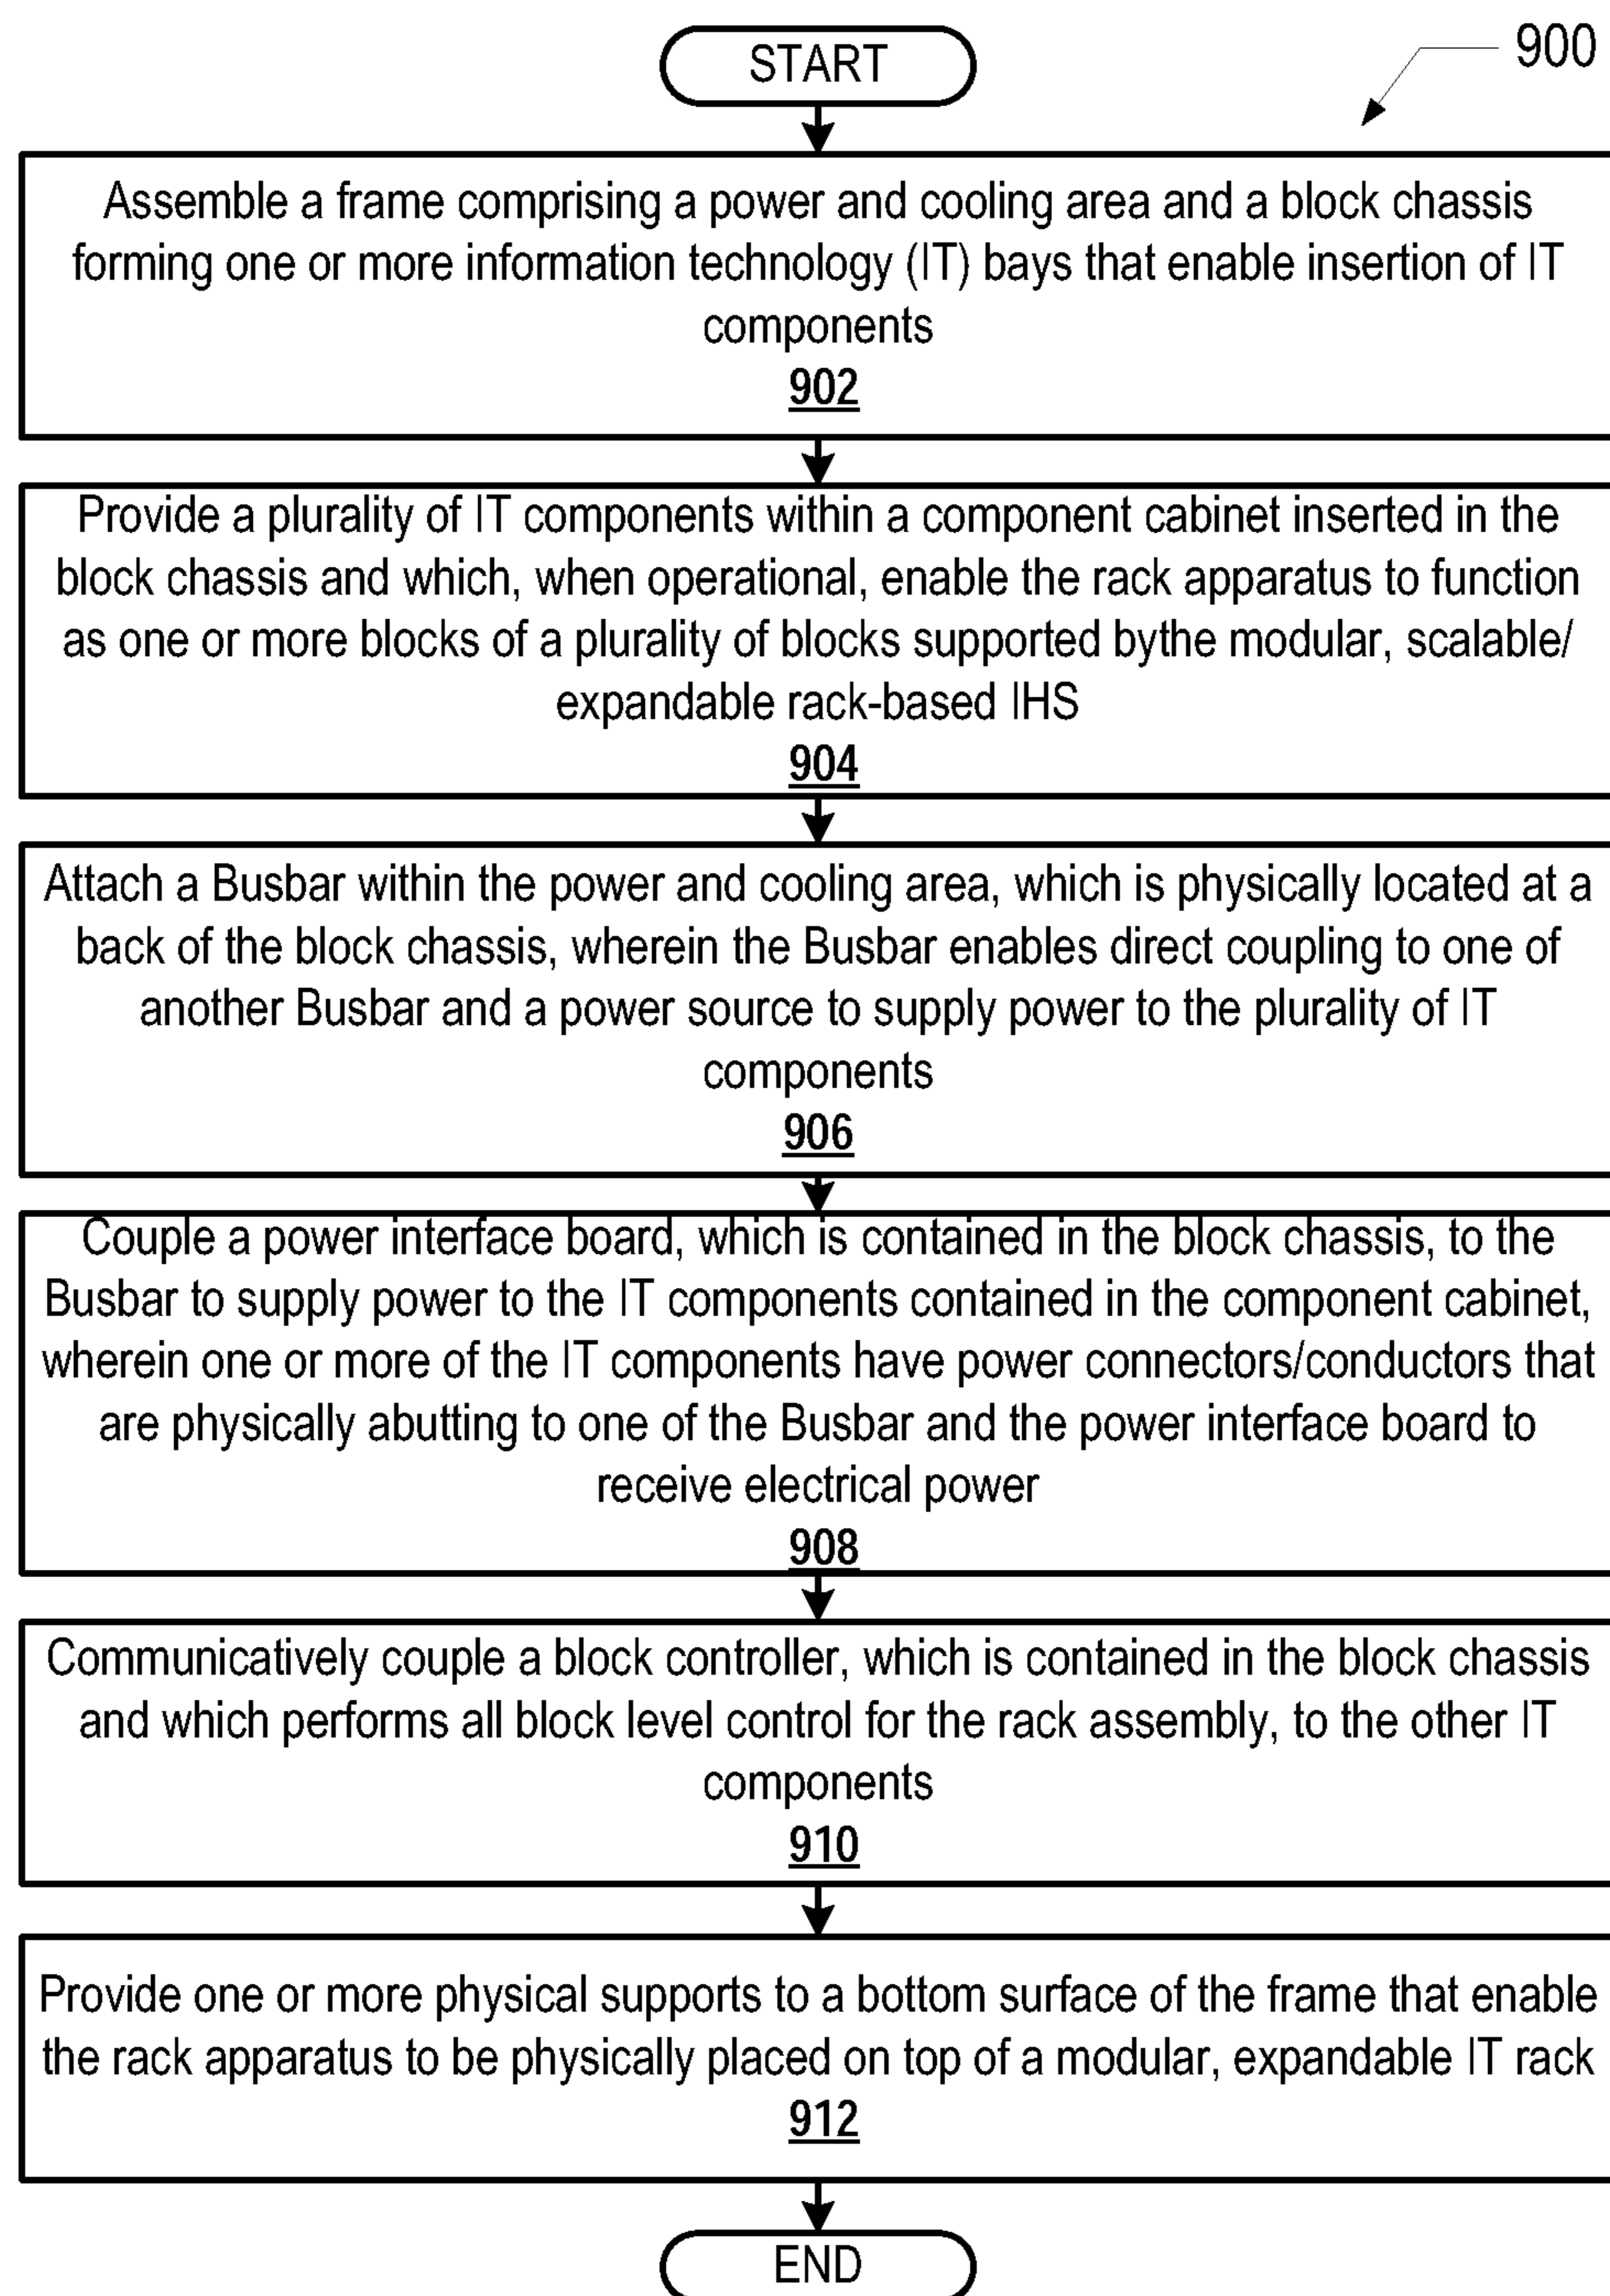 START
900
Assemble a frame comprising a power and cooling area and a block chassis
forming one or more information technology (IT) bays that enable insertion of IT
components
902
Provide a plurality of IT components within a component cabinet inserted in the
block chassis and which, when operational, enable the rack apparatus to function
as one or more blocks of a plurality of blocks supported bythe modular, scalable/
expandable rack-based IHS
904
Attach a Busbar within the power and cooling area, which is physically located at a
back of the block chassis, wherein the Busbar enables direct coupling to one of
another Busbar and a power source to supply power to the plurality of IT
components
906
Couple a power interface board, which is contained in the block chassis, to the
Busbar to supply power to the IT components contained in the component cabinet,
wherein one or more of the IT components have power connectors/conductors that
are physically abutting to one of the Busbar and the power interface board to
receive electrical power
908
Communicatively couple a block controller, which is contained in the block chassis
and which performs all block level control for the rack assembly, to the other IT
components
910
Provide one or more physical supports to a bottom surface of the frame that enable
the rack apparatus to be physically placed on top of a modular, expandable IT rack
912
END